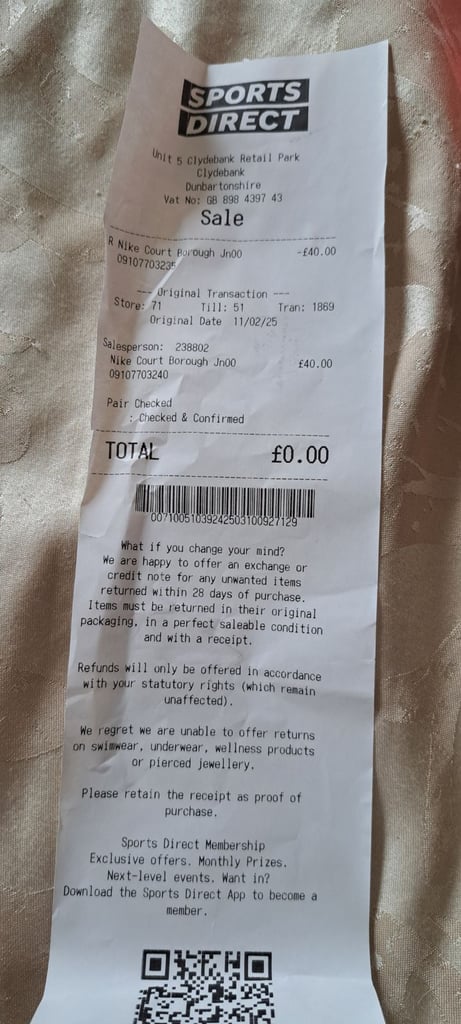 SPORTS
DIRECT
Unit 5 Clydebank Retail Park
Clydebank
Dunbartonshire
Vat No: GB 898 4397 43
Sale
R Nike Court Borough Jn00 -£40.00
09107703235
--- Original Transaction ---
Store: 71 Till: 51 Tran: 1869
Original Date 11/02/25
Salesperson: 238802
Nike Court Borough Jn00 £40.00
09107703240
Pair Checked
: Checked & Confirmed
TOTAL £0.00
00710051039242503100927129
What if you change your mind?
We are happy to offer an exchange or
credit note for any unwanted items
returned within 28 days of purchase.
Items must be returned in their original
packaging, in a perfect saleable condition
and with a receipt.
Refunds will only be offered in accordance
with your statutory rights (which remain
unaffected).
We regret we are unable to offer returns
on swimwear, underwear, wellness products
or pierced jewellery.
Please retain the receipt as proof of
purchase.
Sports Direct Membership
Exclusive offers. Monthly Prizes.
Next-level events. Want in?
Download the Sports Direct App to become a
member.